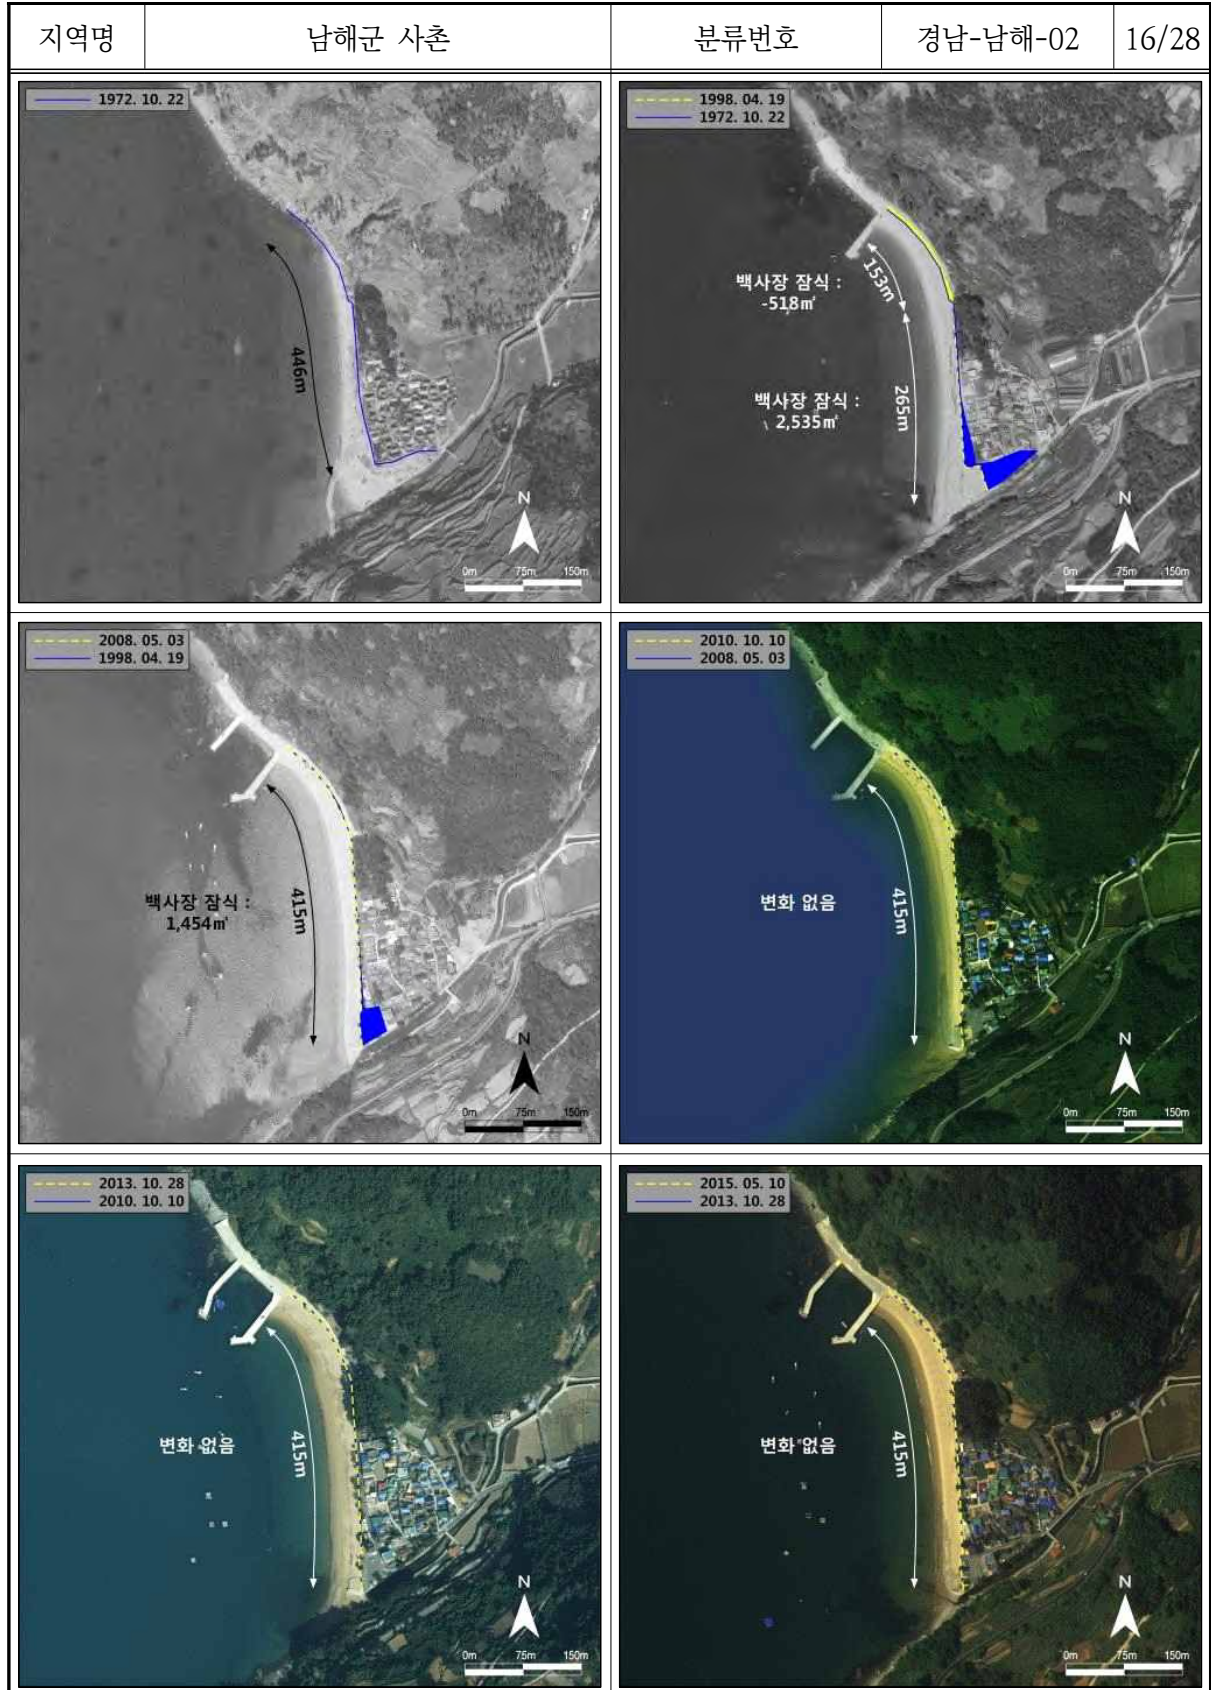 지역명 남해군 사촌 분류번호 경남-남해-02 16/28
1972. 10. 22
446m
N
0m 75m 150m
1998. 04. 19
1972. 10. 22
백사장 잠식 :
-518㎡
153m
백사장 잠식 :
2,535㎡
265m
N
0m 75m 150m
2008. 05. 03
1998. 04. 19
백사장 잠식 :
1,454㎡
415m
N
0m 75m 150m
2010. 10. 10
2008. 05. 03
변화 없음
415m
N
0m 75m 150m
2013. 10. 28
2010. 10. 10
변화 없음
415m
N
0m 75m 150m
2015. 05. 10
2013. 10. 28
변화 없음
415m
N
0m 75m 150m